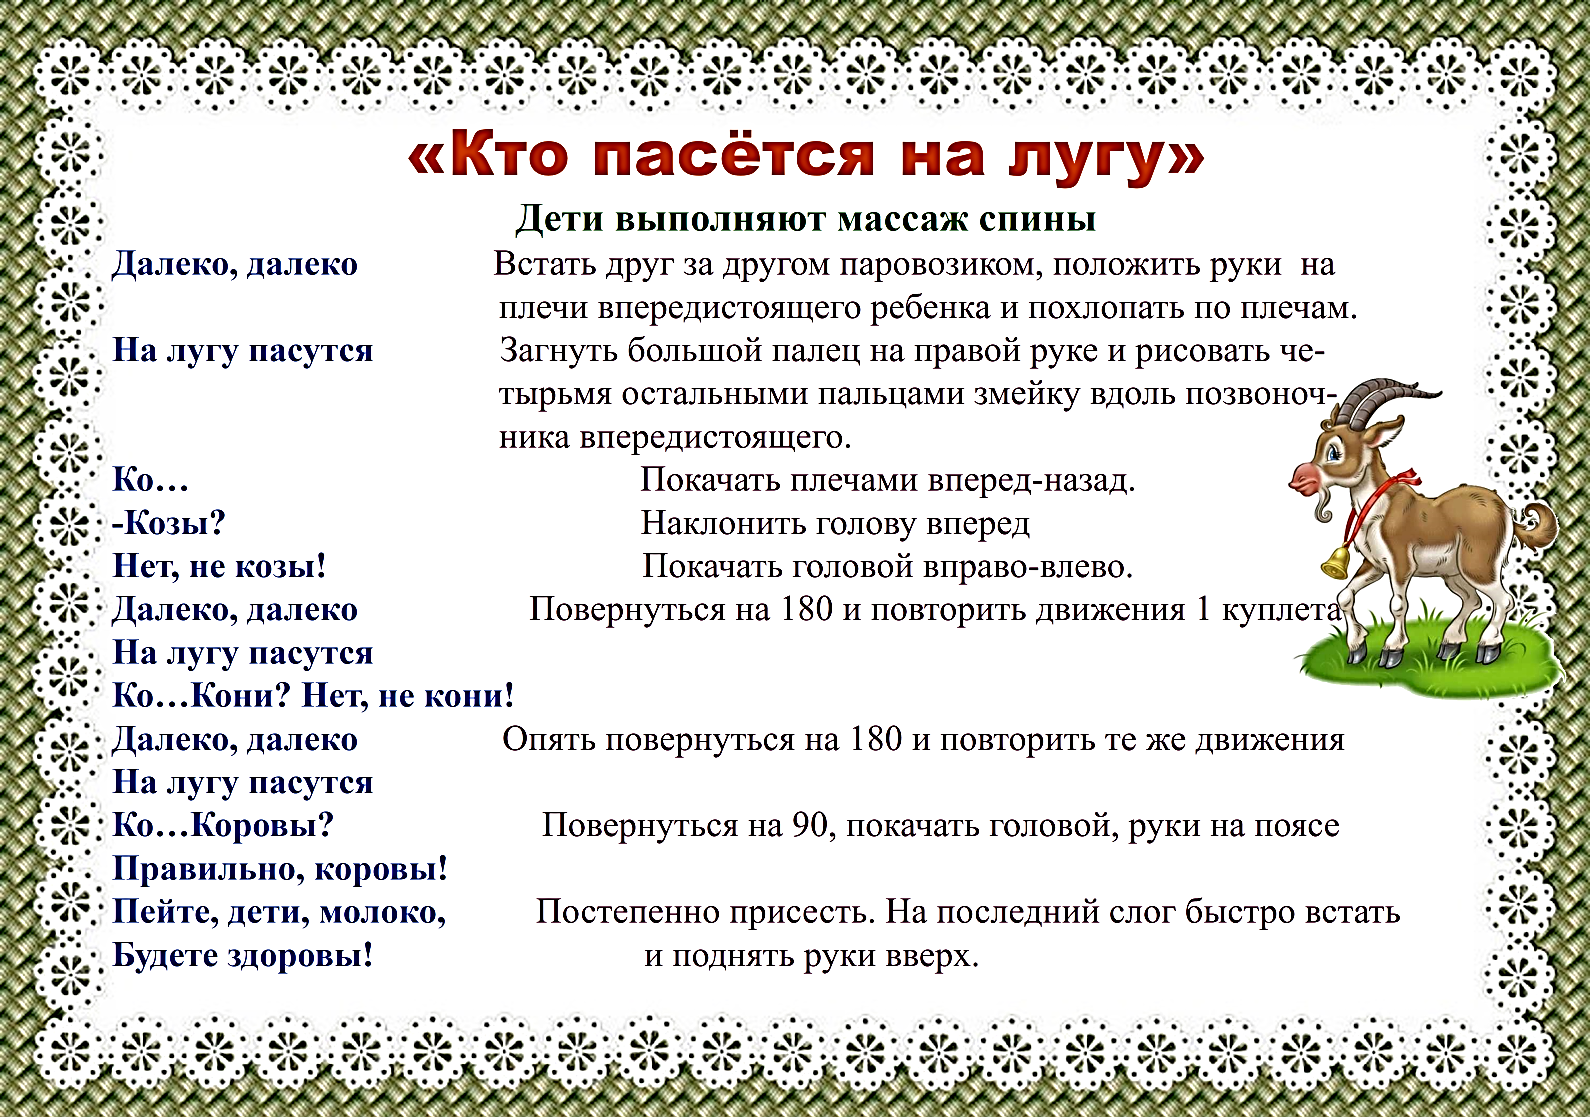 «Кто пасётся на лугу»
Дети выполняют массаж спины
Далеко, далеко Встать друг за другом паровозиком, положить руки на
плечи впередистоящего ребенка и похлопать по плечам.
На лугу пасутся Загнуть большой палец на правой руке и рисовать че-
тырьмя остальными пальцами змейку вдоль позвоноч-
ника впередистоящего.
Ко… Покачать плечами вперед-назад.
-Козы? Наклонить голову вперед
Нет, не козы! Покачать головой вправо-влево.
Далеко, далеко Повернуться на 180 и повторить движения 1 куплета
На лугу пасутся
Ко…Кони? Нет, не кони!
Далеко, далеко Опять повернуться на 180 и повторить те же движения
На лугу пасутся
Ко…Коровы? Повернуться на 90, покачать головой, руки на поясе
Правильно, коровы!
Пейте, дети, молоко, Постепенно присесть. На последний слог быстро встать
Будете здоровы! и поднять руки вверх.